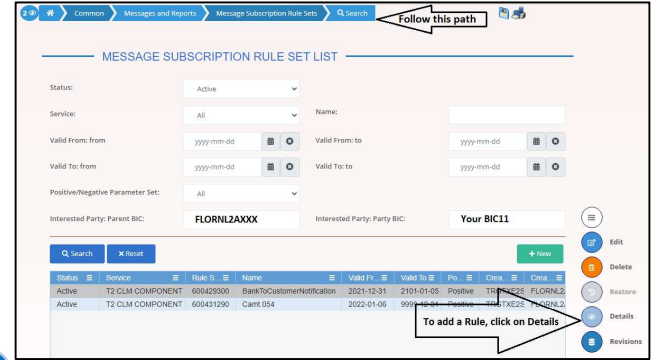 2
Common
Messages and Reports
Message Subscription Rule Sets
Search
Follow this path
MESSAGE SUBSCRIPTION RULE SET LIST
Status:
Active
Service:
All
Name:
Valid From: from
yyyy-mm-dd
Valid From: to
yyyy-mm-dd
Valid To: from
yyyy-mm-dd
Valid To: to
yyyy-mm-dd
Positive/Negative Parameter Set:
All
Interested Party: Parent BIC:
FLORNL2AXXX
Interested Party: Party BIC:
Your BIC11
Search
Reset
+ New
Edit
Delete
Restore
Details
Revisions
Status Service Rule S... Name Valid Fr... Valid To Po... Crea... Crea...
Active T2 CLM COMPONENT 600429300 BankToCustomerNotification 2021-12-31 2101-01-05 Positive TRGTXE2S FLORNL2
Active T2 CLM COMPONENT 600431290 Camt.054 2022-01-06 9999-12-31 Positive TRGTXE2S FLORNL2
To add a Rule, click on Details